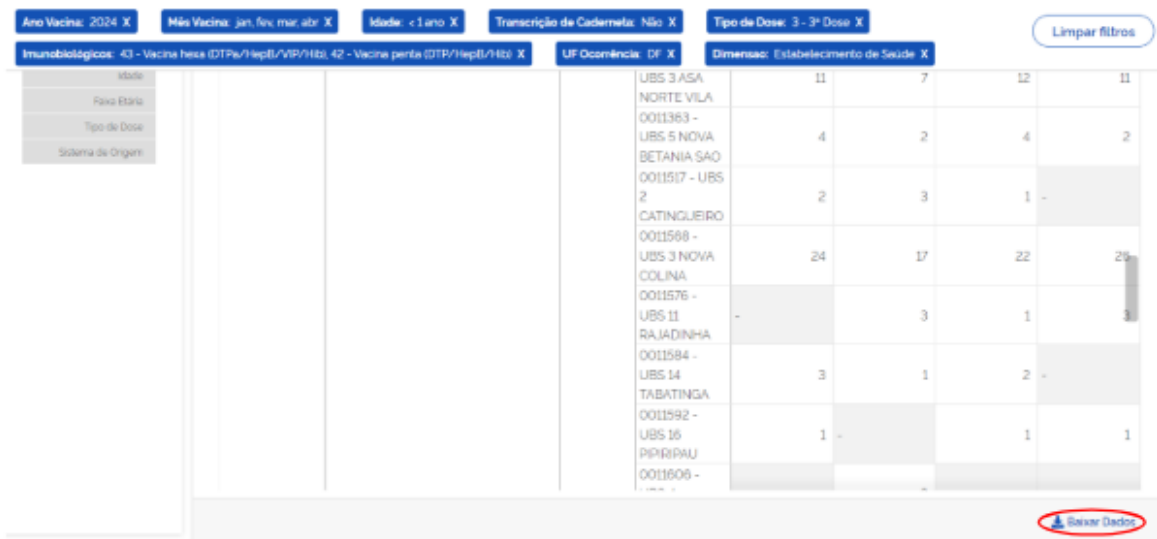 Ano Vacina: 2024 X Mês Vacina: jan, fev, mar, abr X Idade: < 1 ano X Transcrição de Caderneta: Não X Tipo de Dose: 3 - 3ª Dose X
Limpar filtros
Imunobiológicos: 43 - Vacina hexa (DTPa/HepB/VIP/Hib), 42 - Vacina penta (DTP/HepB/Hib) X UF Ocorrência: DF X Dimensao: Estabelecimento de Saúde X
Idade
Faixa Etária
Tipo de Dose
Sistema de Origem
UBS 3 ASA 11 7 12 11
NORTE VILA
0011363 -
UBS 5 NOVA 4 2 4 2
BETANIA SAO
0011517 - UBS
2 2 3 1 -
CATINGUEIRO
0011568 -
UBS 3 NOVA 24 17 22 26
COLINA
0011576 -
UBS 11 - 3 1 3
RAJADINHA
0011584 -
UBS 14 3 1 2 -
TABATINGA
0011592 -
UBS 16 1 - 1 1
PIPIRIPAU
0011606 -
Baixar Dados